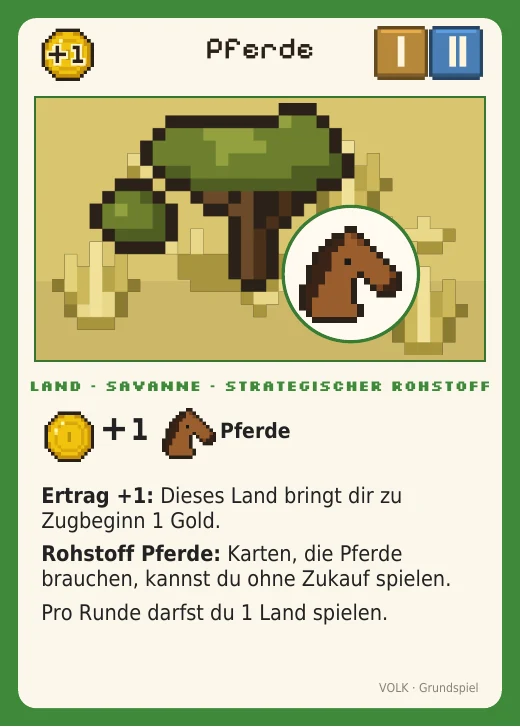 +1
Pferde
I II
LAND · SAVANNE · STRATEGISCHER ROHSTOFF
+1 Pferde
Ertrag +1: Dieses Land bringt dir zu
Zugbeginn 1 Gold.
Rohstoff Pferde: Karten, die Pferde
brauchen, kannst du ohne Zukauf spielen.
Pro Runde darfst du 1 Land spielen.
VOLK · Grundspiel